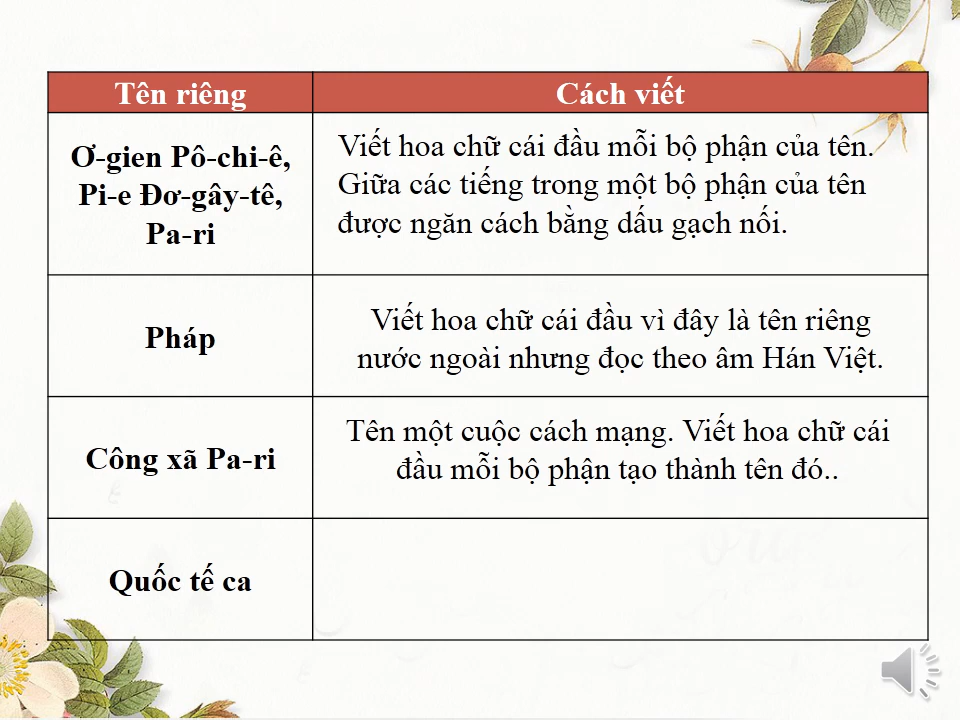 Tên riêng
Cách viết
Ơ-gien Pô-chi-ê,
Pi-e Đơ-gây-tê,
Pa-ri
Viết hoa chữ cái đầu mỗi bộ phận của tên.
Giữa các tiếng trong một bộ phận của tên
được ngăn cách bằng dấu gạch nối.
Pháp
Viết hoa chữ cái đầu vì đây là tên riêng
nước ngoài nhưng đọc theo âm Hán Việt.
Công xã Pa-ri
Tên một cuộc cách mạng. Viết hoa chữ cái
đầu mỗi bộ phận tạo thành tên đó..
Quốc tế ca